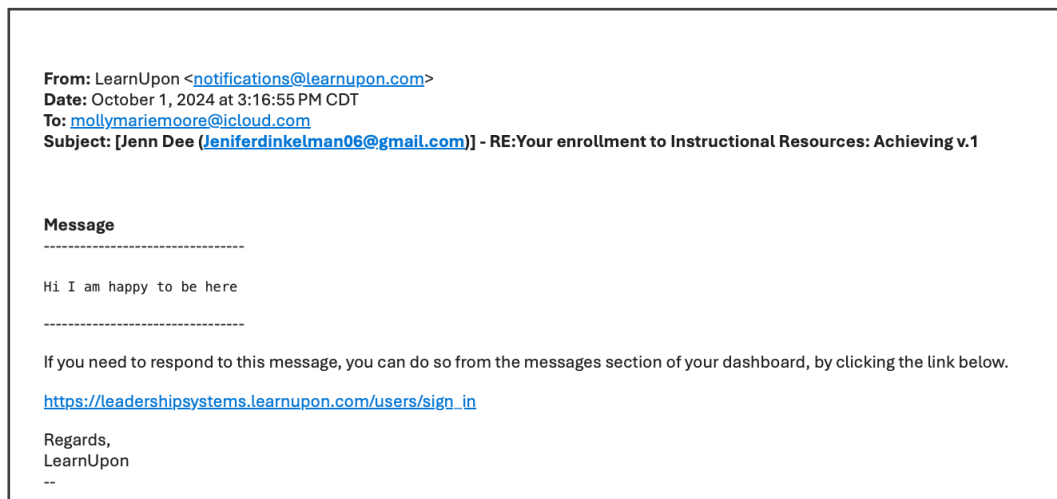 From: LearnUpon <notifications@learnupon.com>
Date: October 1, 2024 at 3:16:55 PM CDT
To: mollymariemoore@icloud.com
Subject: [Jenn Dee (Jeniferdinkelman06@gmail.com)] - RE:Your enrollment to Instructional Resources: Achieving v.1
Message
---------------------------------
Hi I am happy to be here
---------------------------------
If you need to respond to this message, you can do so from the messages section of your dashboard, by clicking the link below.
https://leadershipsystems.learnupon.com/users/sign_in
Regards,
LearnUpon
--